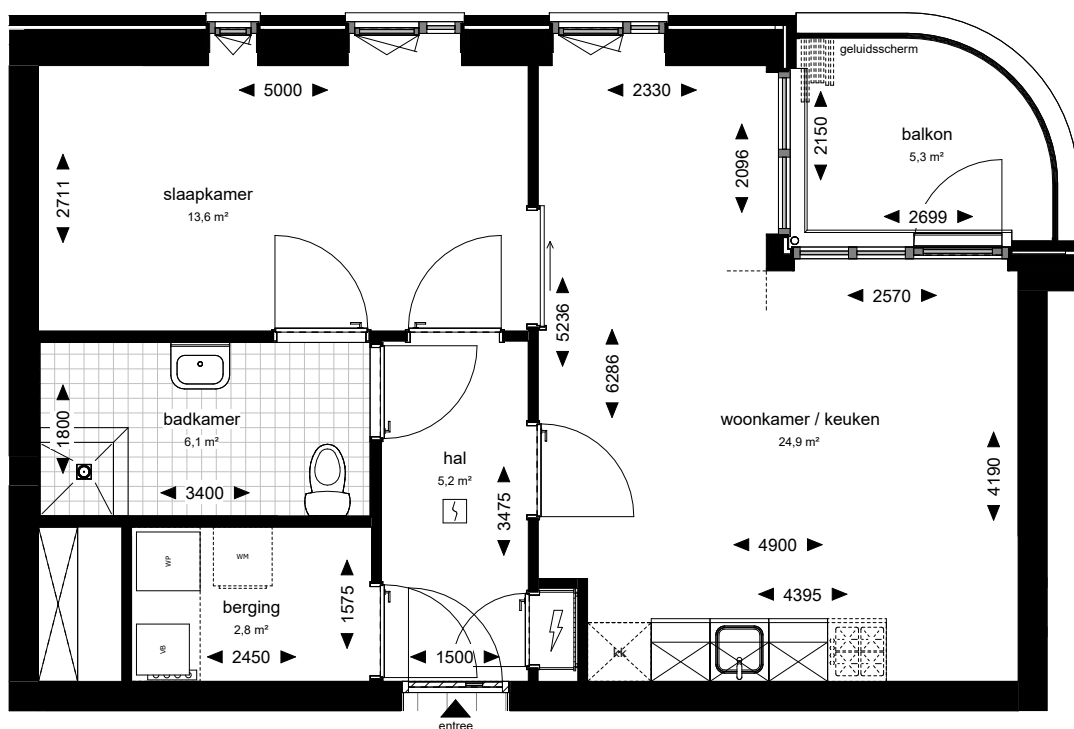 geluidsscherm
5000
2330
2150
balkon
5,3 m²
2711
2096
slaapkamer
13,6 m²
2699
2570
5236
6286
badkamer
6,1 m²
1800
woonkamer / keuken
24,9 m²
hal
5,2 m²
3400
3475
4190
4900
WP
WM
4395
berging
2,8 m²
1575
VB
2450
1500
kk
entree